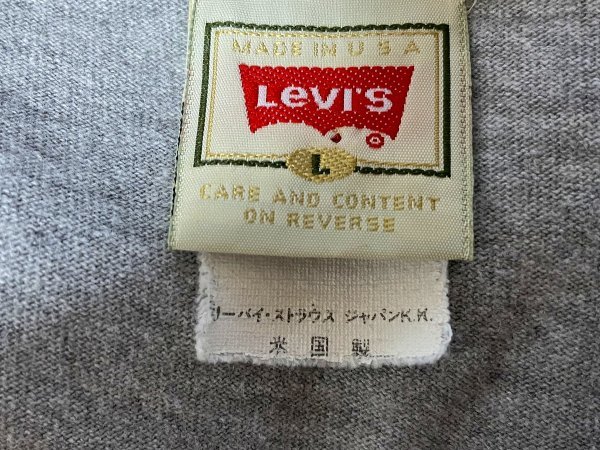 MADE IN U S A
LeVI'S
L
CARE AND CONTENT
ON REVERSE
リーバイ・ストラウス ジャパンK.K.
米国製